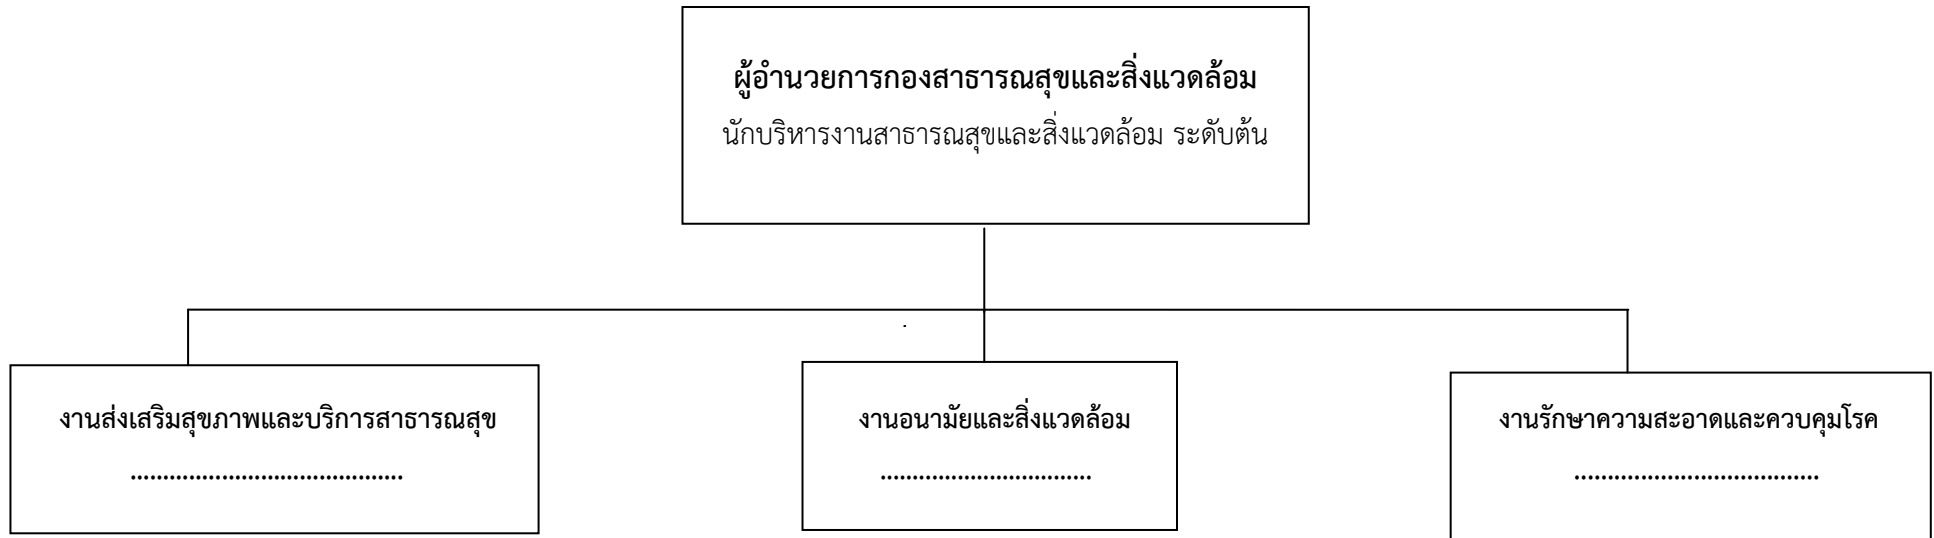 ผู้อำนวยการกองสาธารณสุขและสิ่งแวดล้อม
นักบริหารงานสาธารณสุขและสิ่งแวดล้อม ระดับต้น
งานส่งเสริมสุขภาพและบริการสาธารณสุข
..........................................
งานอนามัยและสิ่งแวดล้อม
.................................
งานรักษาความสะอาดและควบคุมโรค
......................................